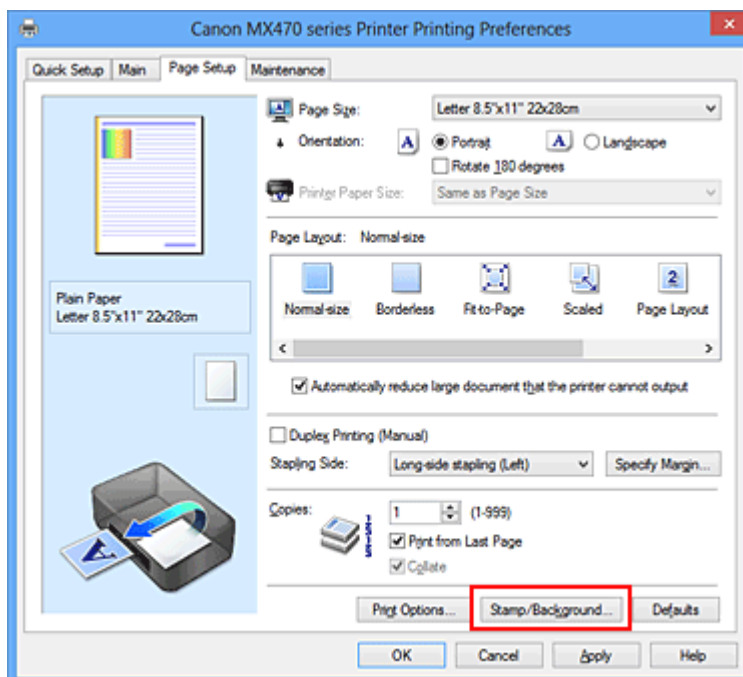 Canon MX470 series Printer Printing Preferences
x
Quick Setup Main Page Setup Maintenance
Page Size: Letter 8.5"x11" 22x28cm
Orientation: A Portrait A Landscape
Rotate 180 degrees
Printer Paper Size: Same as Page Size
Page Layout: Normal-size
2
Normal-size Borderless Fit-to-Page Scaled Page Layout
Plain Paper
Letter 8.5"x11" 22x28cm
Automatically reduce large document that the printer cannot output
Duplex Printing (Manual)
Stapling Side: Long-side stapling (Left) Specify Margin...
Copies: 1 (1-999)
Print from Last Page
Collate
A
Print Options... Stamp/Background... Defaults
OK Cancel Apply Help